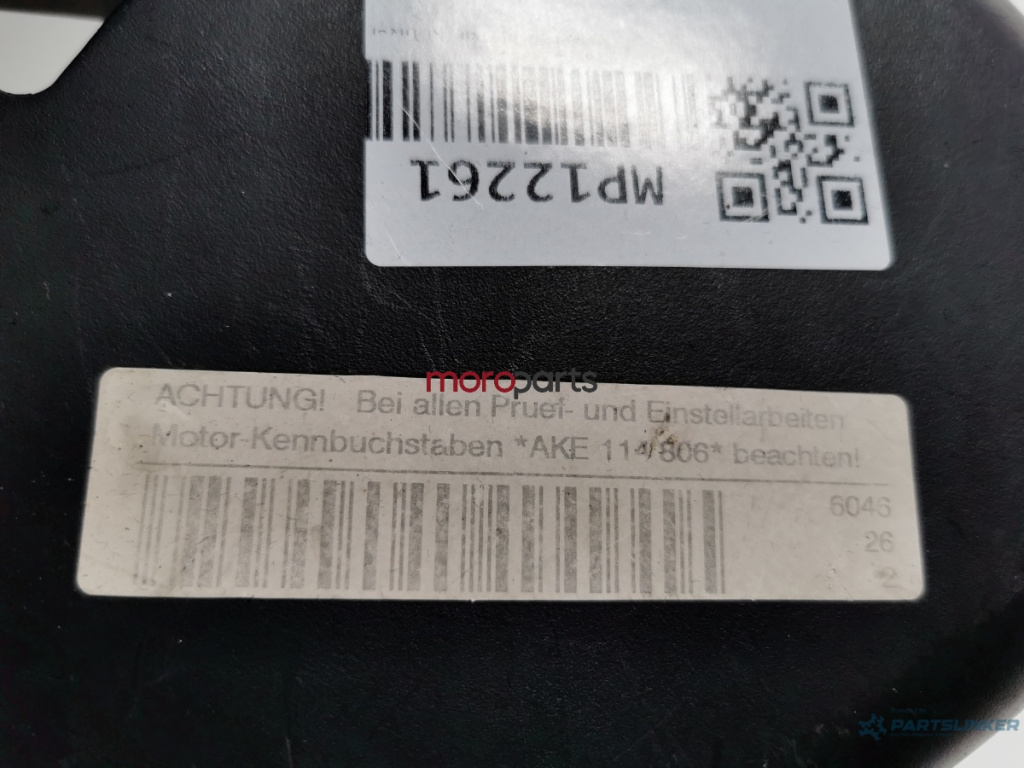 MP12261
moroparts
ACHTUNG! Bei allen Pruef- und Einstellarbeiten
Motor-Kennbuchstaben *AKE 114/806* beachten!
6046
26
*2
PARTSLINKER